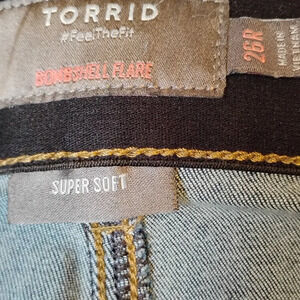 TORRID
#FeelTheFit
BOMBSHELL FLARE
26R
MADE IN
VIETNAM
SUPER SOFT